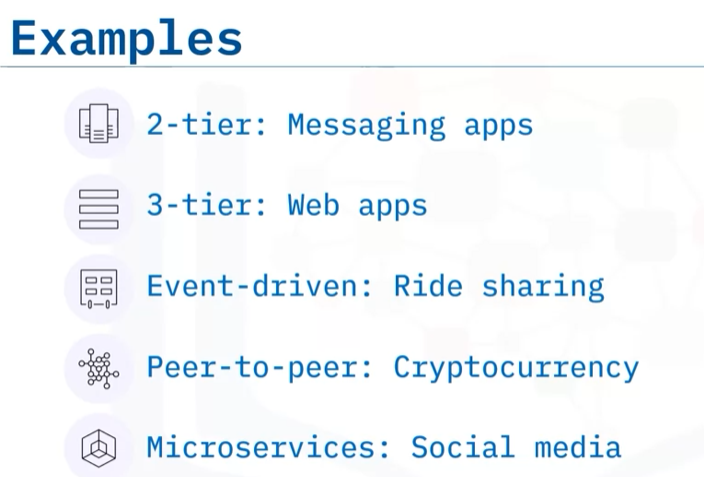 Examples
2-tier: Messaging apps
3-tier: Web apps
Event-driven: Ride sharing
Peer-to-peer: Cryptocurrency
Microservices: Social media